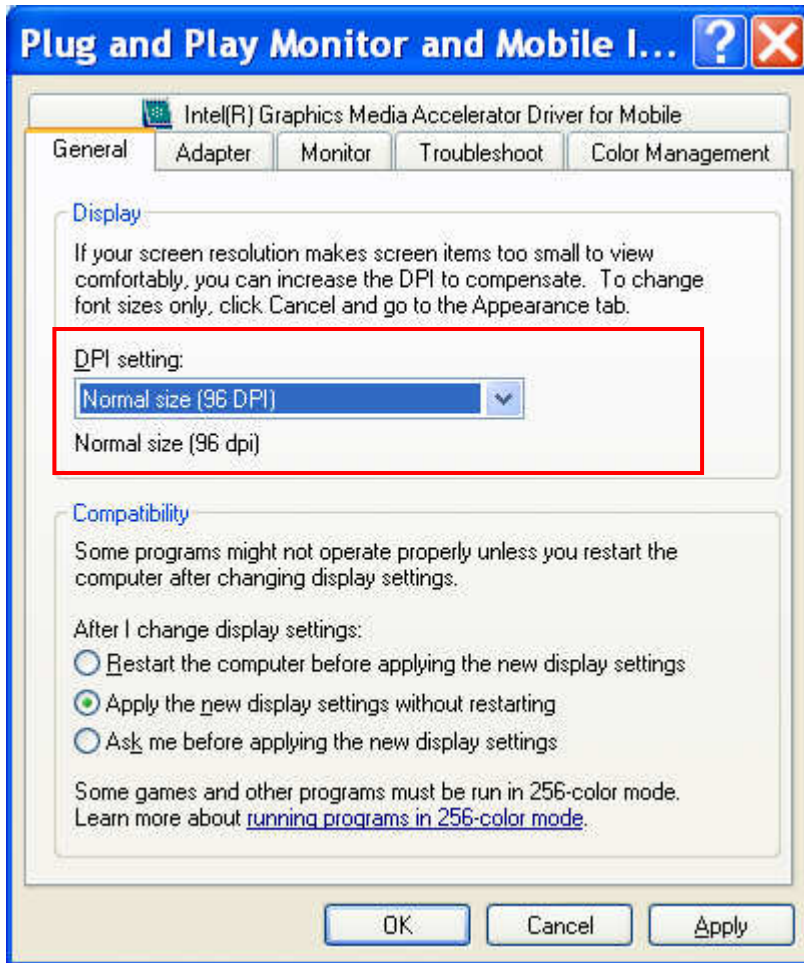 Plug and Play Monitor and Mobile I...
Intel(R) Graphics Media Accelerator Driver for Mobile
General Adapter Monitor Troubleshoot Color Management
Display
If your screen resolution makes screen items too small to view
comfortably, you can increase the DPI to compensate. To change
font sizes only, click Cancel and go to the Appearance tab.
DPI setting:
Normal size (96 DPI)
Normal size (96 dpi)
Compatibility
Some programs might not operate properly unless you restart the
computer after changing display settings.
After I change display settings:
Restart the computer before applying the new display settings
Apply the new display settings without restarting
Ask me before applying the new display settings
Some games and other programs must be run in 256-color mode.
Learn more about running programs in 256-color mode.
OK Cancel Apply